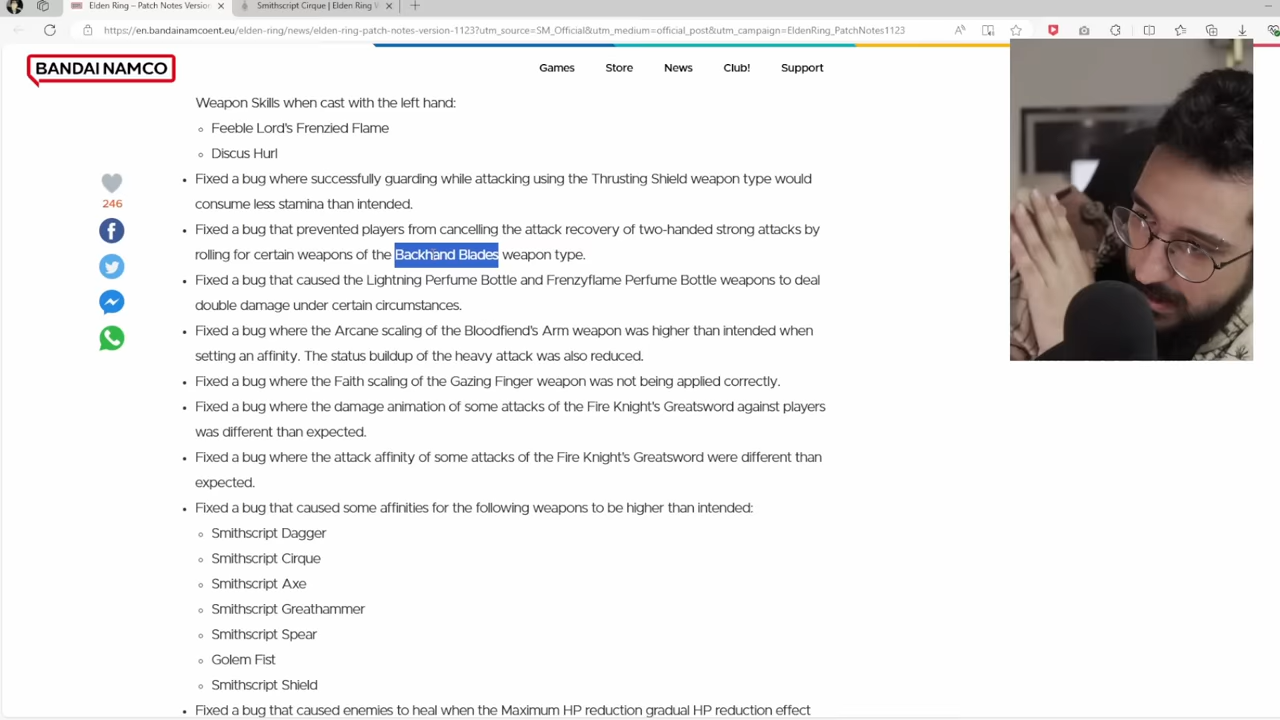 Elden Ring – Patch Notes Versio
Smithscript Cirque | Elden Ring
https://en.bandainamcoent.eu/elden-ring/news/elden-ring-patch-notes-version-1123?utm_source=SM_Official&utm_medium=official_post&utm_campaign=EldenRing_PatchNotes1123
BANDAI NAMCO
Games Store News Club! Support
Weapon Skills when cast with the left hand:
Feeble Lord's Frenzied Flame
Discus Hurl
Fixed a bug where successfully guarding while attacking using the Thrusting Shield weapon type would
consume less stamina than intended.
246
Fixed a bug that prevented players from cancelling the attack recovery of two-handed strong attacks by
rolling for certain weapons of the Backhand Blades weapon type.
Fixed a bug that caused the Lightning Perfume Bottle and Frenzyflame Perfume Bottle weapons to deal
double damage under certain circumstances.
Fixed a bug where the Arcane scaling of the Bloodfiend's Arm weapon was higher than intended when
setting an affinity. The status buildup of the heavy attack was also reduced.
Fixed a bug where the Faith scaling of the Gazing Finger weapon was not being applied correctly.
Fixed a bug where the damage animation of some attacks of the Fire Knight's Greatsword against players
was different than expected.
Fixed a bug where the attack affinity of some attacks of the Fire Knight's Greatsword were different than
expected.
Fixed a bug that caused some affinities for the following weapons to be higher than intended:
Smithscript Dagger
Smithscript Cirque
Smithscript Axe
Smithscript Greathammer
Smithscript Spear
Golem Fist
Smithscript Shield
Fixed a bug that caused enemies to heal when the Maximum HP reduction gradual HP reduction effect